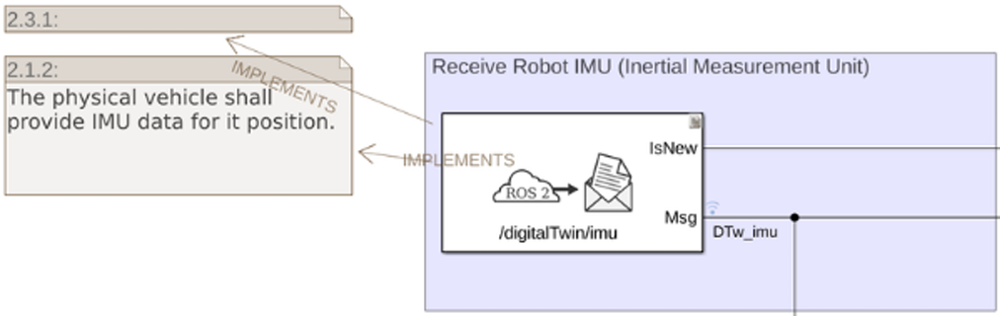 2.3.1:
2.1.2:
The physical vehicle shall
provide IMU data for it position.
IMPLEMENTS
IMPLEMENTS
Receive Robot IMU (Inertial Measurement Unit)
IsNew
ROS 2
Msg
/digitalTwin/imu
DTw_imu